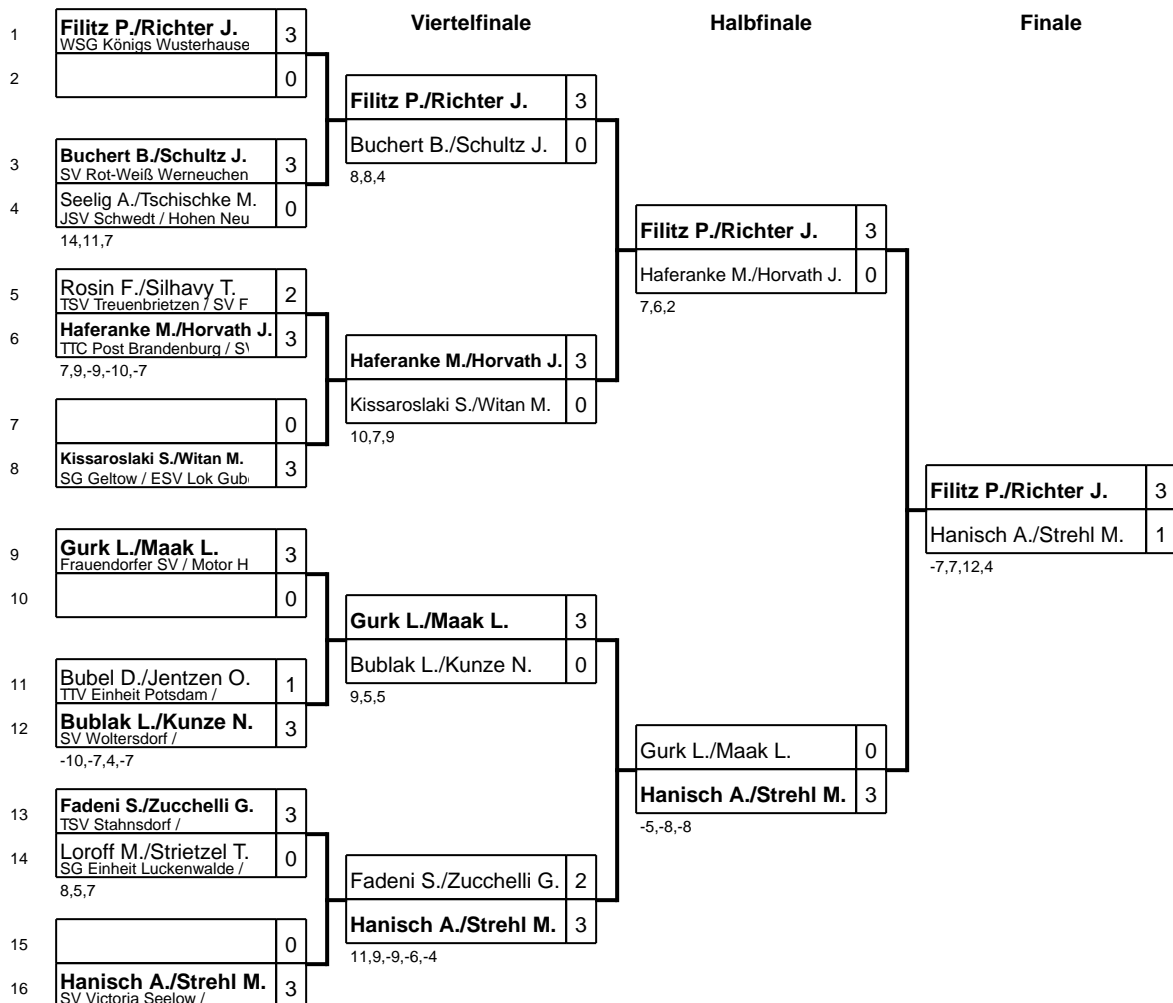 Viertelfinale Halbfinale Finale
1 Filitz P./Richter J. 3
WSG Königs Wusterhause
2 0
3 Buchert B./Schultz J. 3
SV Rot-Weiß Werneuchen
4 Seelig A./Tschischke M. 0
JSV Schwedt / Hohen Neu
14,11,7
5 Rosin F./Silhavy T. 2
TSV Treuenbrietzen / SV F
6 Haferanke M./Horvath J. 3
TTC Post Brandenburg / SV
7,9,-9,-10,-7
7 0
8 Kissaroslaki S./Witan M. 3
SG Geltow / ESV Lok Gub
9 Gurk L./Maak L. 3
Frauendorfer SV / Motor H
10 0
11 Bubel D./Jentzen O. 1
TTV Einheit Potsdam /
12 Bublak L./Kunze N. 3
SV Woltersdorf /
-10,-7,4,-7
13 Fadeni S./Zucchelli G. 3
TSV Stahnsdorf /
14 Loroff M./Strietzel T. 0
SG Einheit Luckenwalde /
8,5,7
15 0
16 Hanisch A./Strehl M. 3
SV Victoria Seelow /
Filitz P./Richter J. 3
Buchert B./Schultz J. 0
8,8,4
Haferanke M./Horvath J. 3
Kissaroslaki S./Witan M. 0
10,7,9
Gurk L./Maak L. 3
Bublak L./Kunze N. 0
9,5,5
Fadeni S./Zucchelli G. 2
Hanisch A./Strehl M. 3
11,9,-9,-6,-4
Filitz P./Richter J. 3
Haferanke M./Horvath J. 0
7,6,2
Gurk L./Maak L. 0
Hanisch A./Strehl M. 3
-5,-8,-8
Filitz P./Richter J. 3
Hanisch A./Strehl M. 1
-7,7,12,4